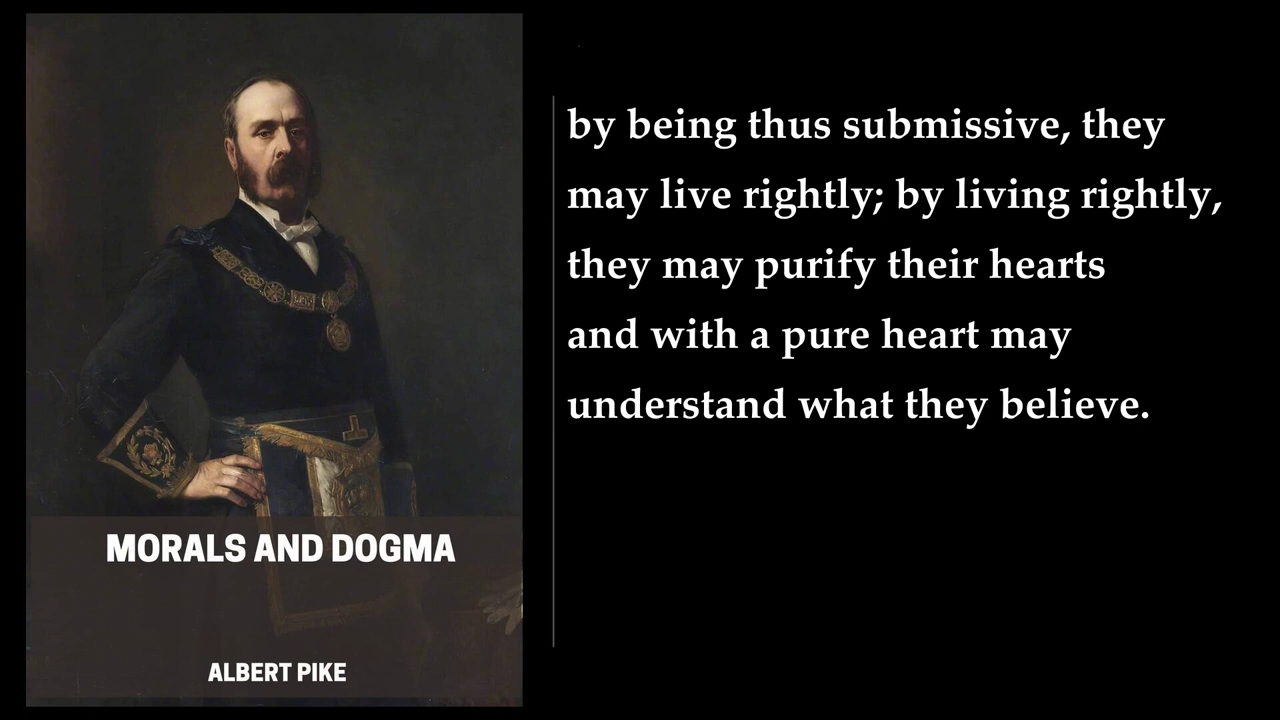 MORALS AND DOGMA
ALBERT PIKE
by being thus submissive, they
may live rightly; by living rightly,
they may purify their hearts
and with a pure heart may
understand what they believe.